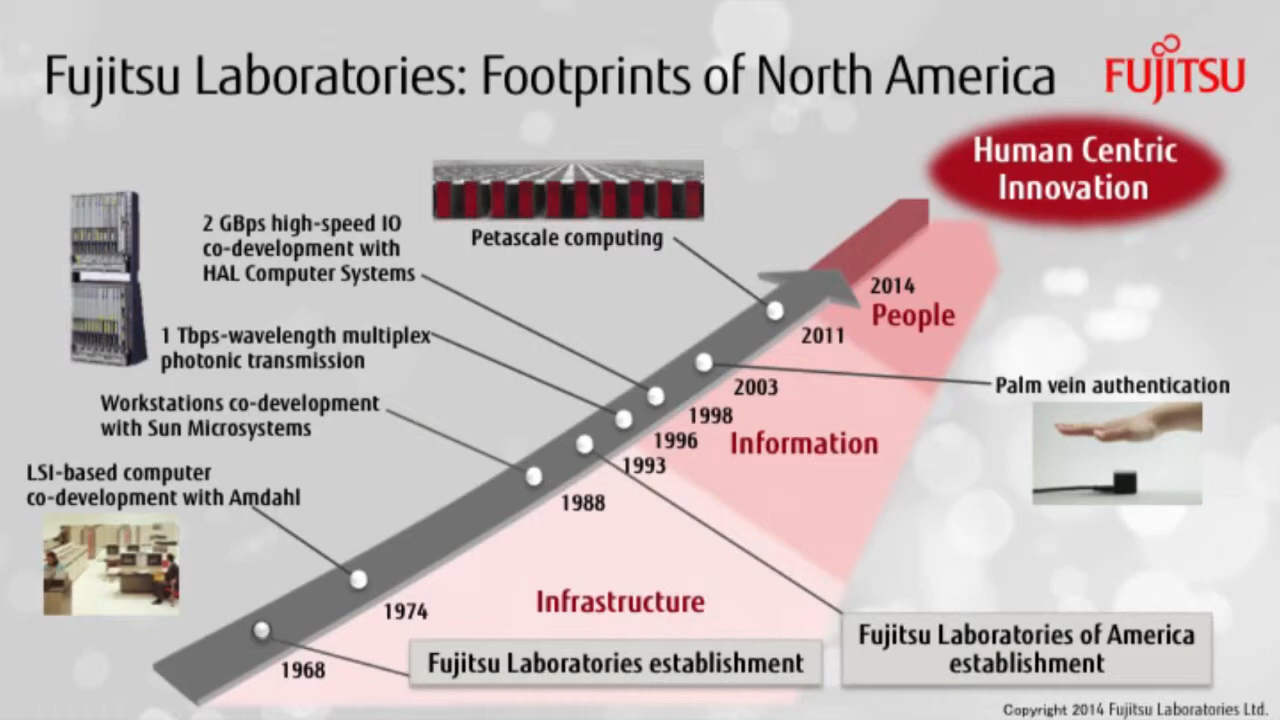 Fujitsu Laboratories: Footprints of North America
FUJITSU
Human Centric
Innovation
2 GBps high-speed IO
co-development with
HAL Computer Systems
Petascale computing
1 Tbps-wavelength multiplex
photonic transmission
Workstations co-development
with Sun Microsystems
LSI-based computer
co-development with Amdahl
2014
People
2011
2003
Palm vein authentication
1998
1996
Information
1993
1988
Infrastructure
1974
1968
Fujitsu Laboratories establishment
Fujitsu Laboratories of America
establishment
Copyright 2014 Fujitsu Laboratories Ltd.